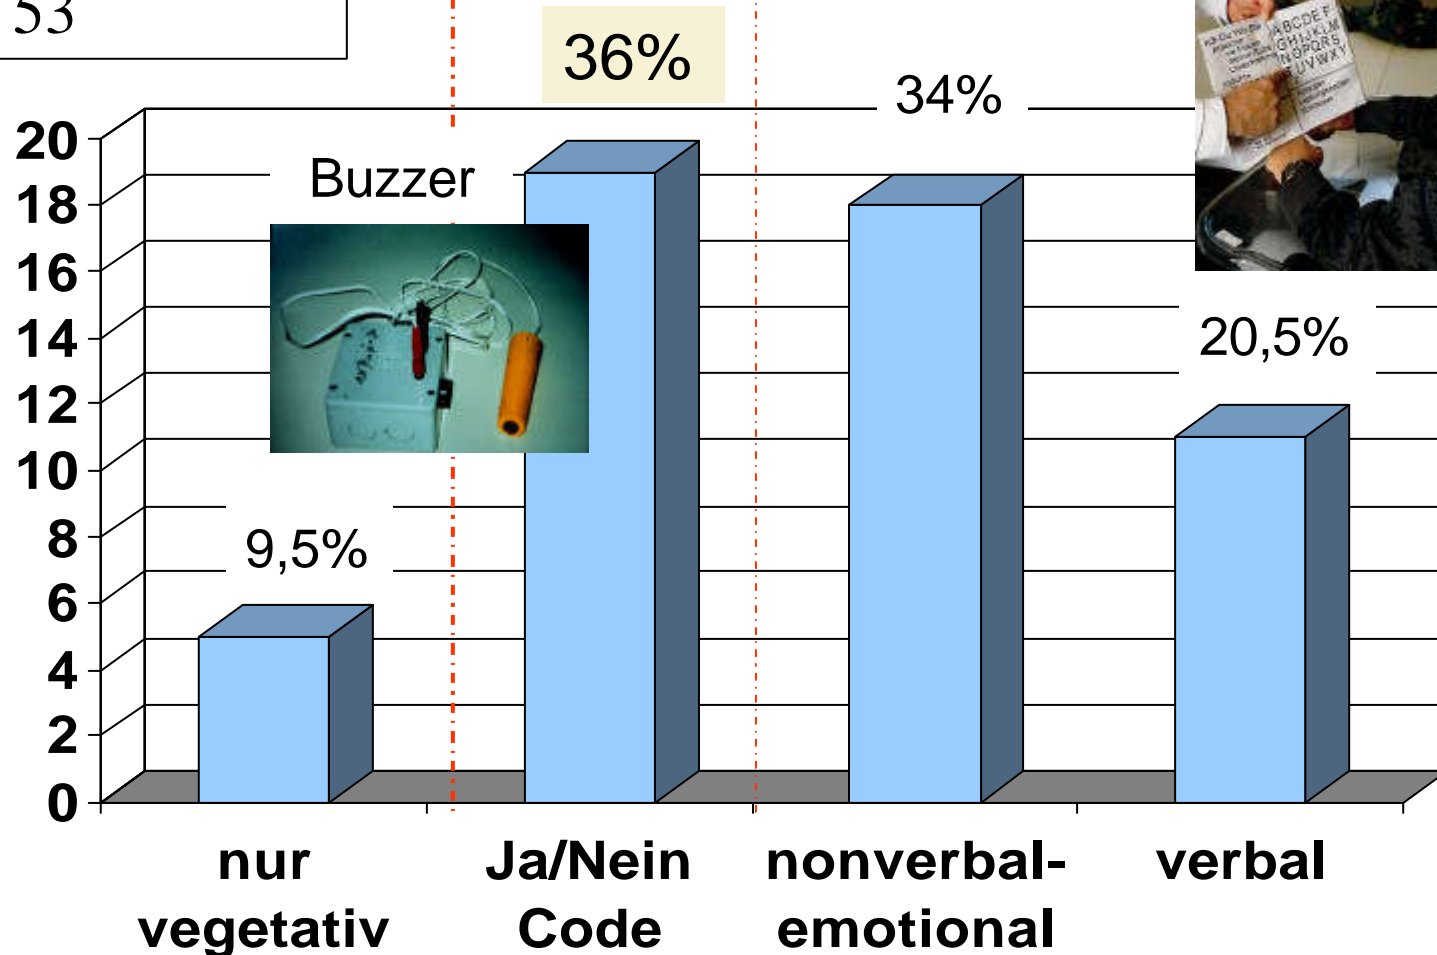 53
36%
34%
20
18
16
14
12
10
8
6
4
2
0
Buzzer
20,5%
9,5%
ABCDEF
nur
vegetativ
Ja/Nein
Code
nonverbal-
emotional
verbal